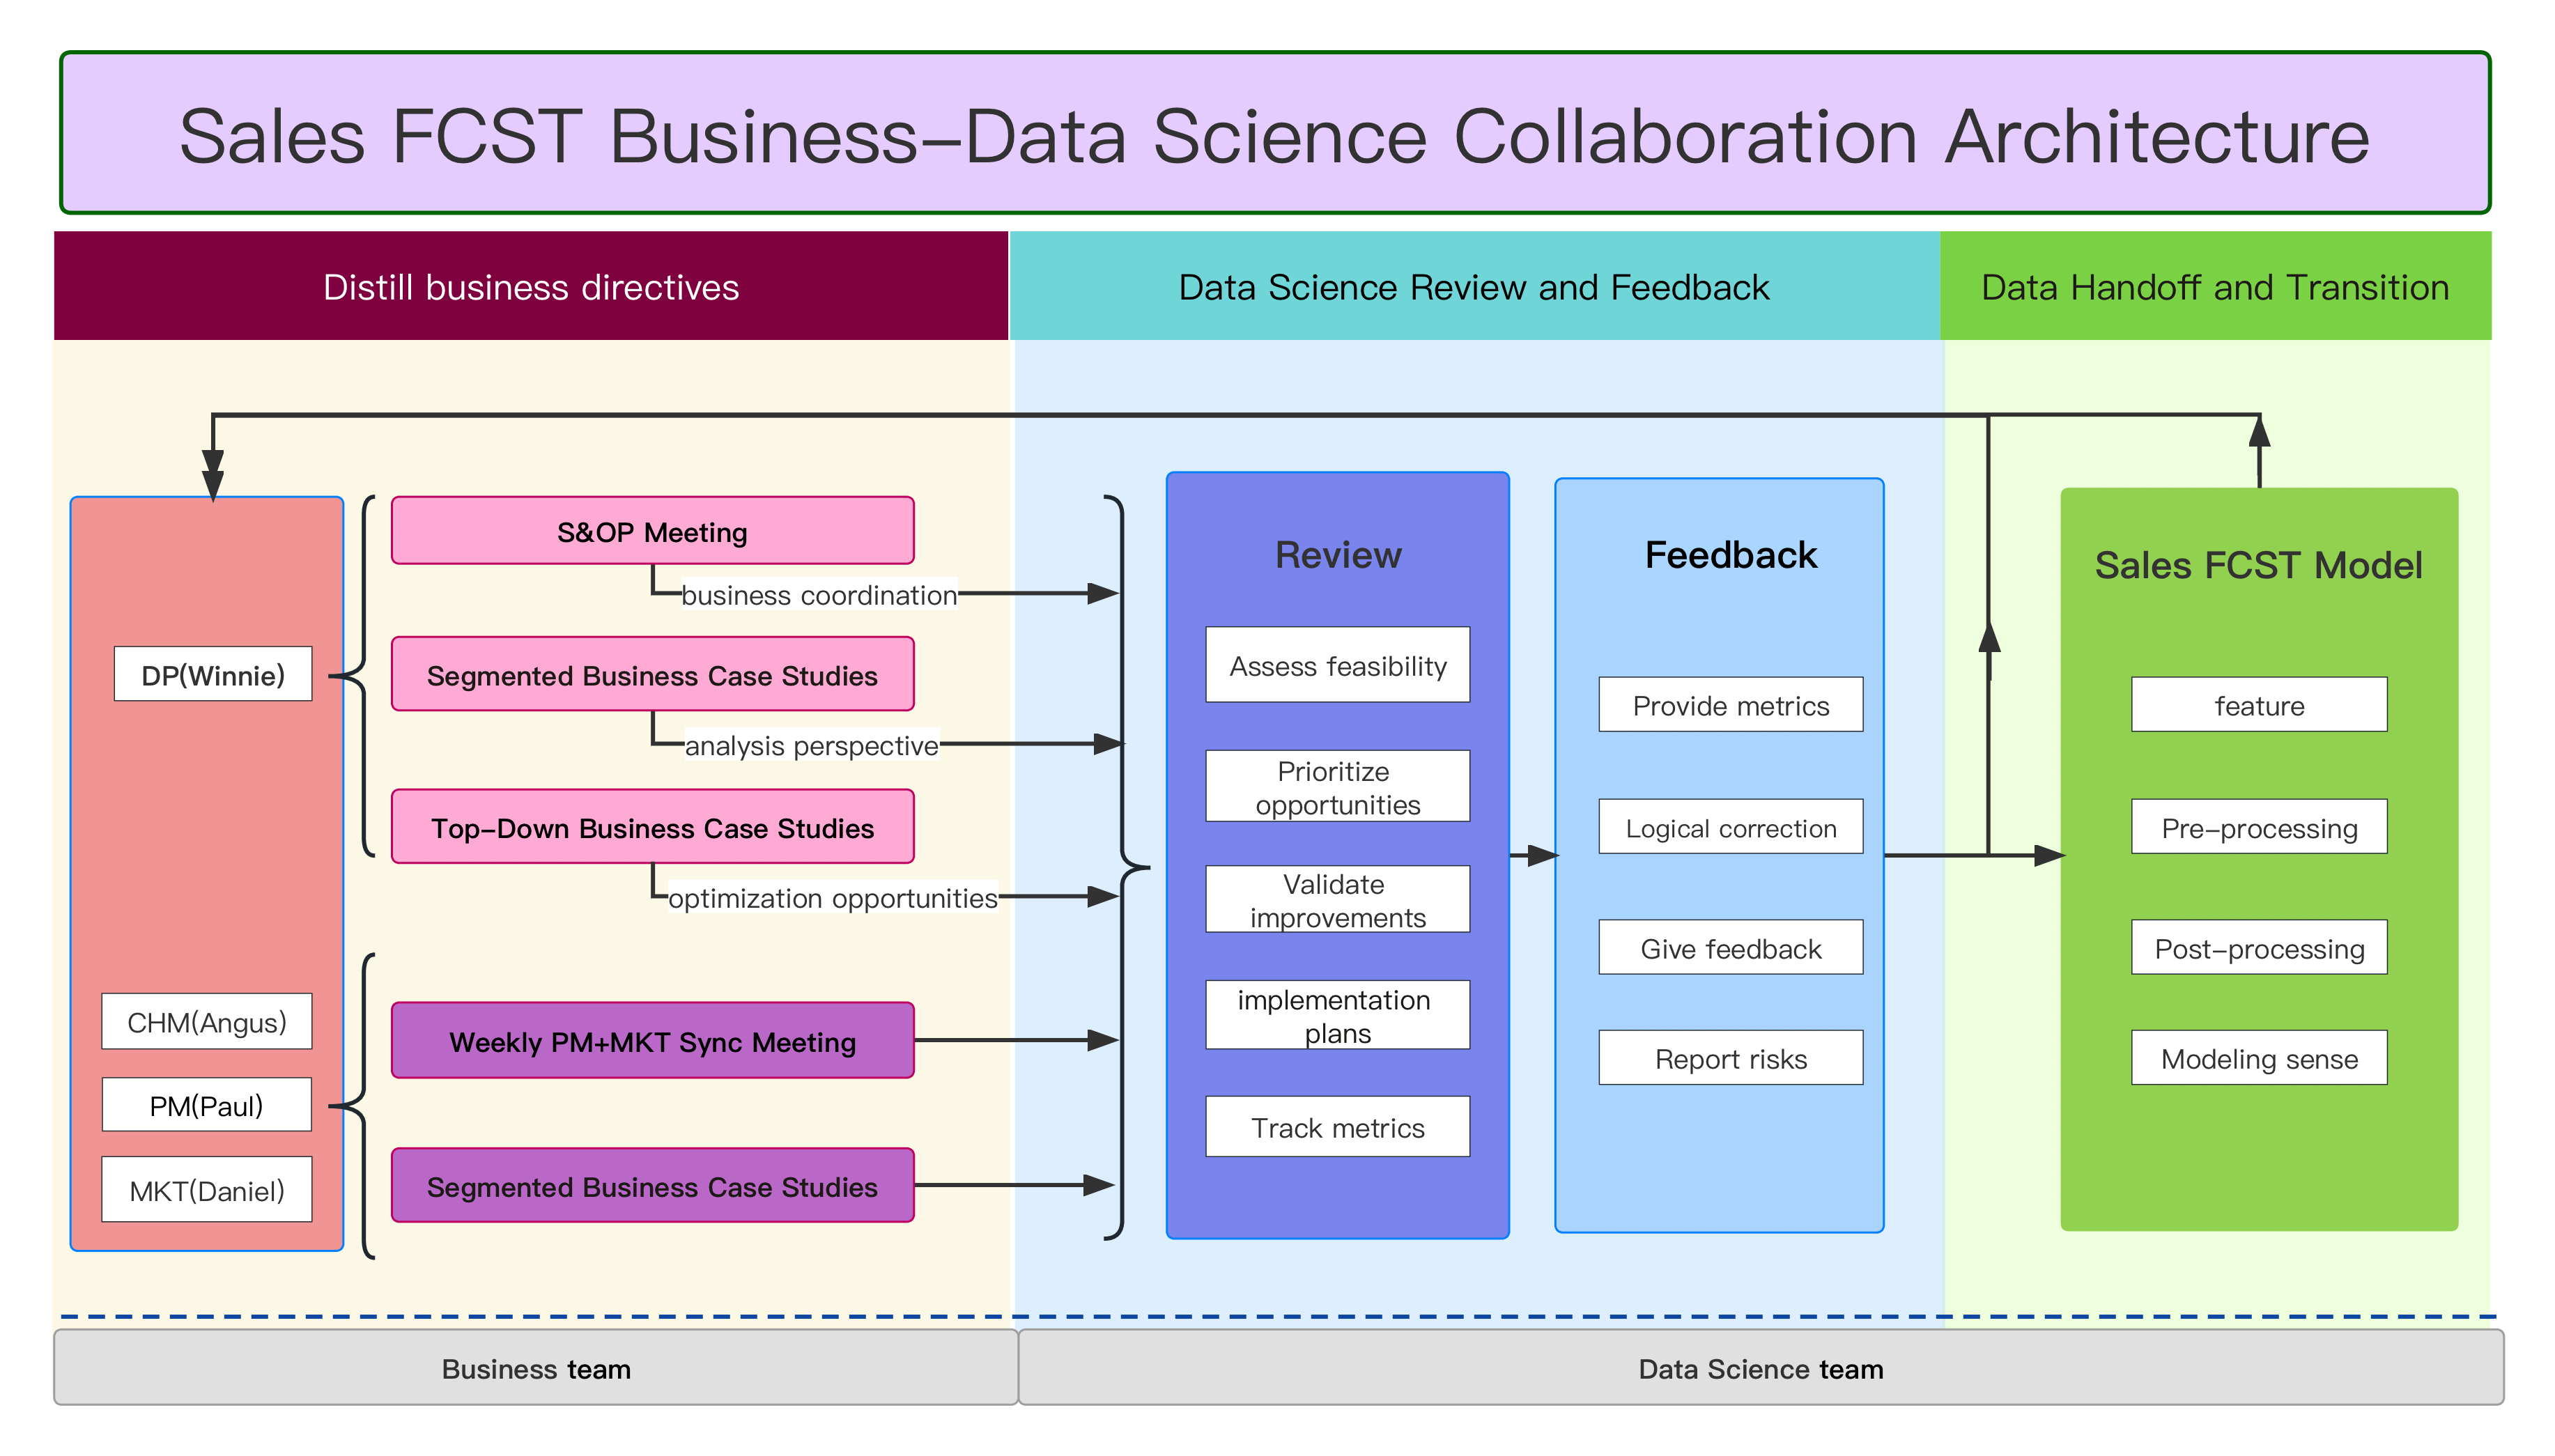 Sales FCST Business–Data Science Collaboration Architecture
Distill business directives
Data Science Review and Feedback
Data Handoff and Transition
DP(Winnie)
CHM(Angus)
PM(Paul)
MKT(Daniel)
S&OP Meeting
business coordination
Segmented Business Case Studies
analysis perspective
Top–Down Business Case Studies
optimization opportunities
Weekly PM+MKT Sync Meeting
Segmented Business Case Studies
Review
Assess feasibility
Prioritize
opportunities
Validate
improvements
implementation
plans
Track metrics
Feedback
Provide metrics
Logical correction
Give feedback
Report risks
Sales FCST Model
feature
Pre–processing
Post–processing
Modeling sense
Business team
Data Science team